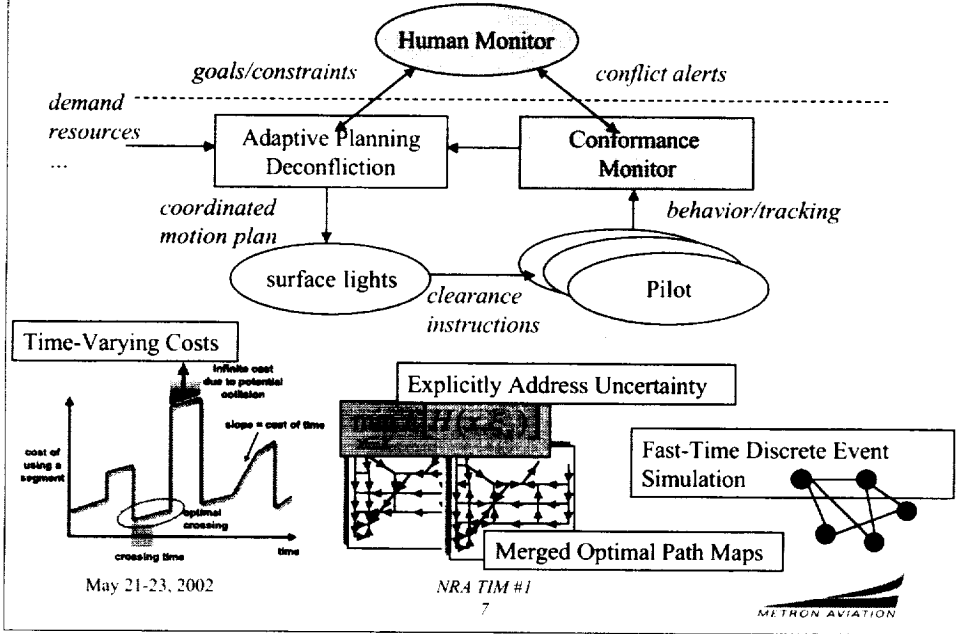 Human Monitor
goals/constraints
conflict alerts
demand
resources
...
Adaptive Planning
Deconfliction
Conformance
Monitor
coordinated
motion plan
behavior/tracking
surface lights
clearance
instructions
Pilot
Time-Varying Costs
infinite cost
due to potential
collision
slope = cost of time
cost of
using a
segment
optimal
crossing
crossing time
time
Explicitly Address Uncertainty
Fast-Time Discrete Event
Simulation
Merged Optimal Path Maps
May 21-23, 2002
NRA TIM #1
7
METRON AVIATION